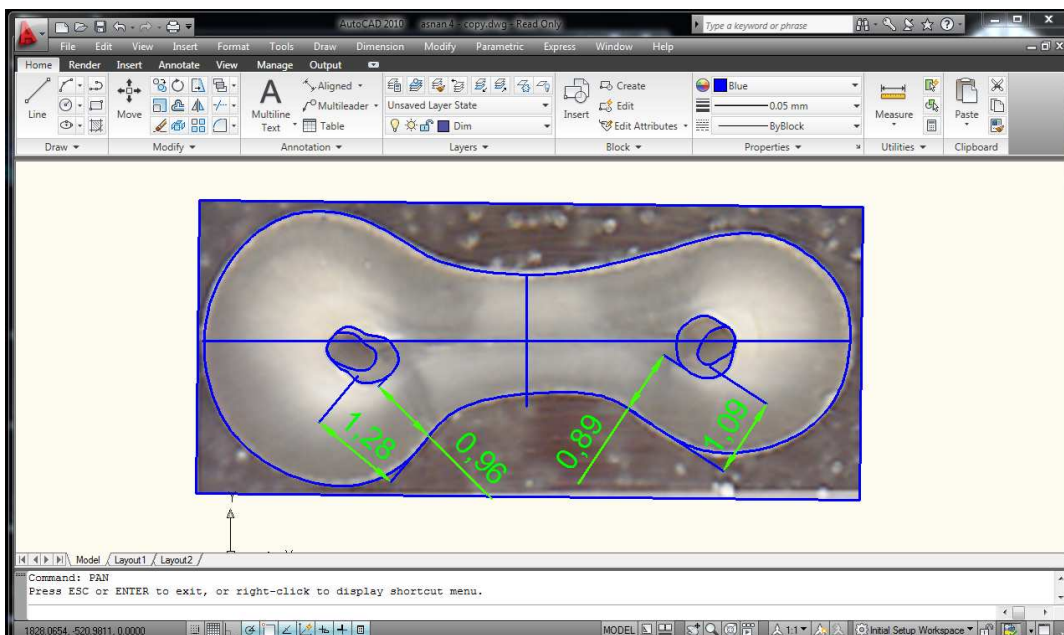 AutoCAD 2010 asnan 4 - copy.dwg - Read Only
Type a keyword or phrase
File Edit View Insert Format Tools Draw Dimension Modify Parametric Express Window Help
Home Render Insert Annotate View Manage Output
Line
Move
A
Multiline
Text
Aligned
Multileader
Table
Unsaved Layer State
Dim
Insert
Create
Edit
Edit Attributes
Blue
0.05 mm
ByBlock
Measure
Paste
Draw Modify Annotation Layers Block Properties Utilities Clipboard
1,28
0,96
0,89
1,09
Y
Model Layout1 Layout2
Command: PAN
Press ESC or ENTER to exit, or right-click to display shortcut menu.
1828.0654, -520.9811, 0.0000
MODEL
1:1
Initial Setup Workspace